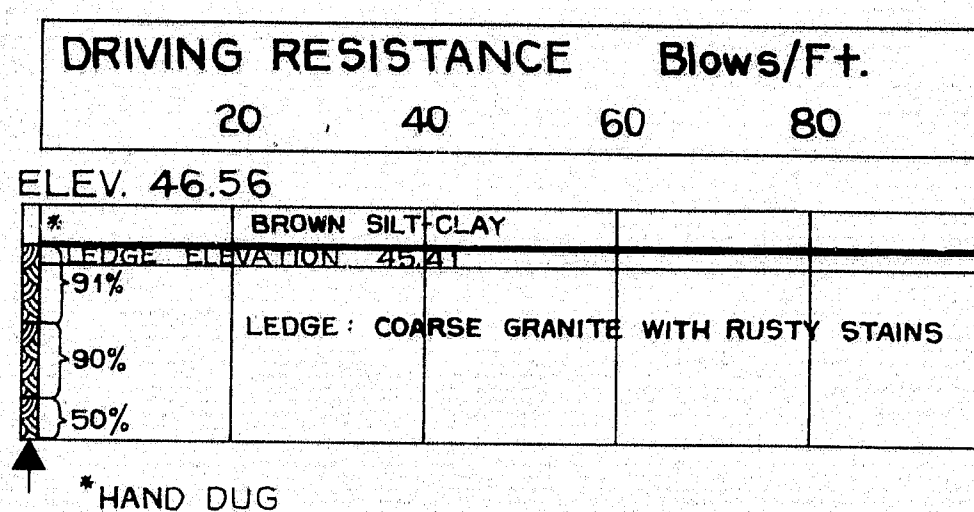 DRIVING RESISTANCE Blows/Ft.
20 40 60 80
ELEV. 46.56
* BROWN SILT-CLAY
LEDGE ELEVATION 45.41
91%
LEDGE: COARSE GRANITE WITH RUSTY STAINS
90%
50%
*HAND DUG